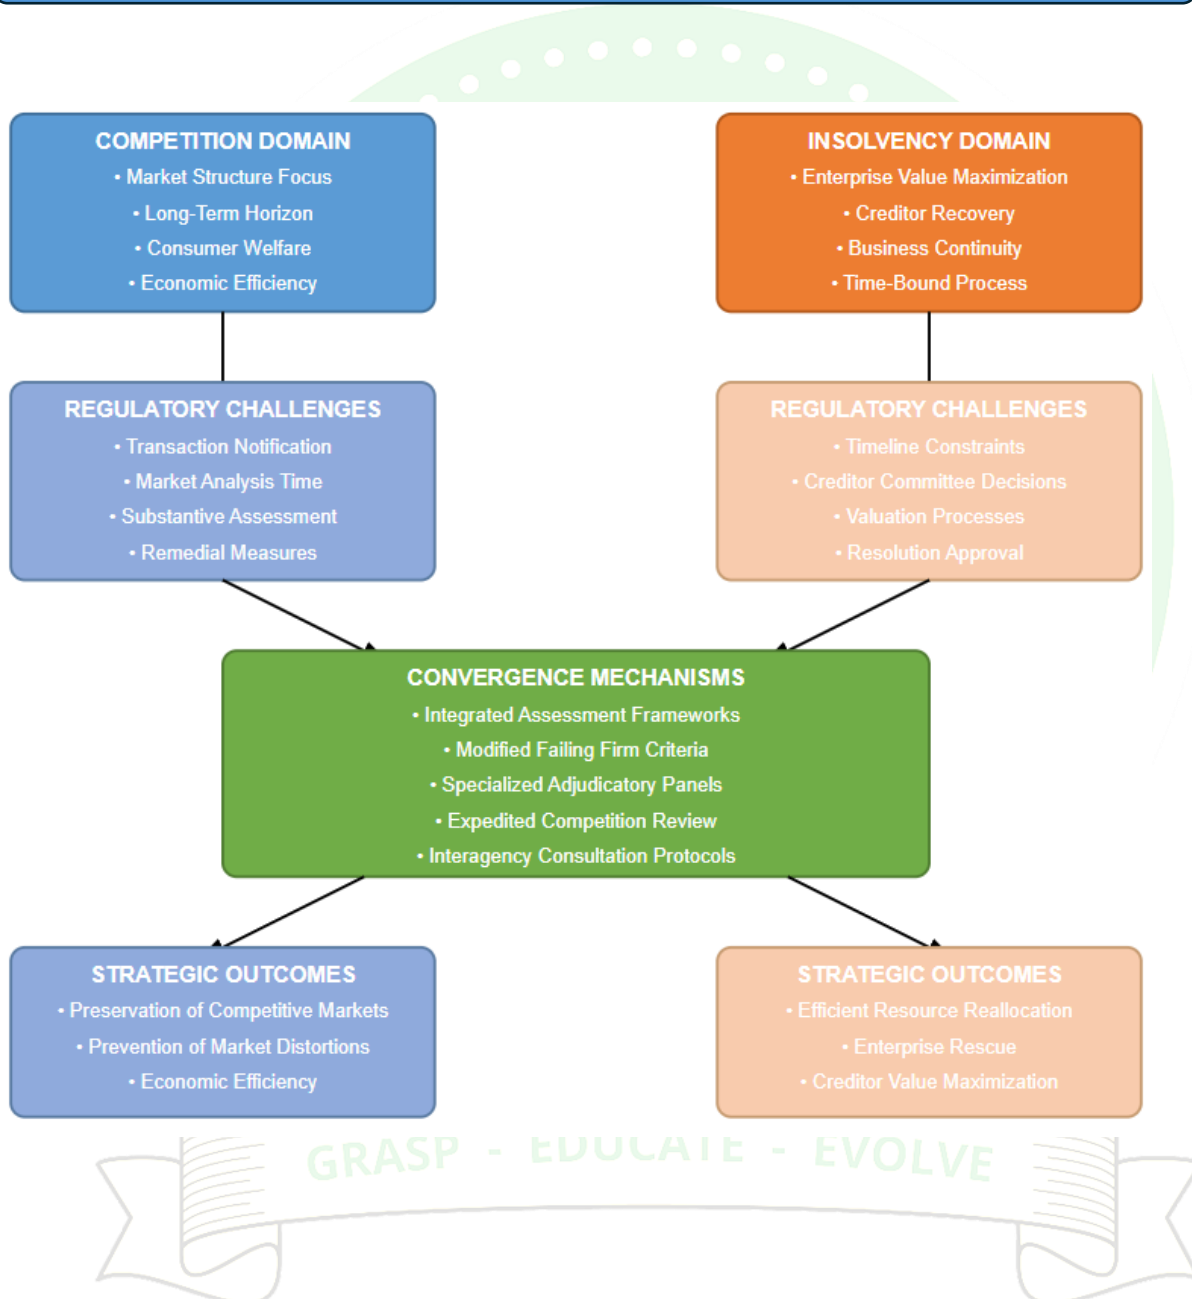 COMPETITION DOMAIN
• Market Structure Focus
• Long-Term Horizon
• Consumer Welfare
• Economic Efficiency
INSOLVENCY DOMAIN
• Enterprise Value Maximization
• Creditor Recovery
• Business Continuity
• Time-Bound Process
REGULATORY CHALLENGES
• Transaction Notification
• Market Analysis Time
• Substantive Assessment
• Remedial Measures
REGULATORY CHALLENGES
• Timeline Constraints
• Creditor Committee Decisions
• Valuation Processes
• Resolution Approval
CONVERGENCE MECHANISMS
• Integrated Assessment Frameworks
• Modified Failing Firm Criteria
• Specialized Adjudicatory Panels
• Expedited Competition Review
• Interagency Consultation Protocols
STRATEGIC OUTCOMES
• Preservation of Competitive Markets
• Prevention of Market Distortions
• Economic Efficiency
STRATEGIC OUTCOMES
• Efficient Resource Reallocation
• Enterprise Rescue
• Creditor Value Maximization
GRASP - EDUCATE - EVOLVE